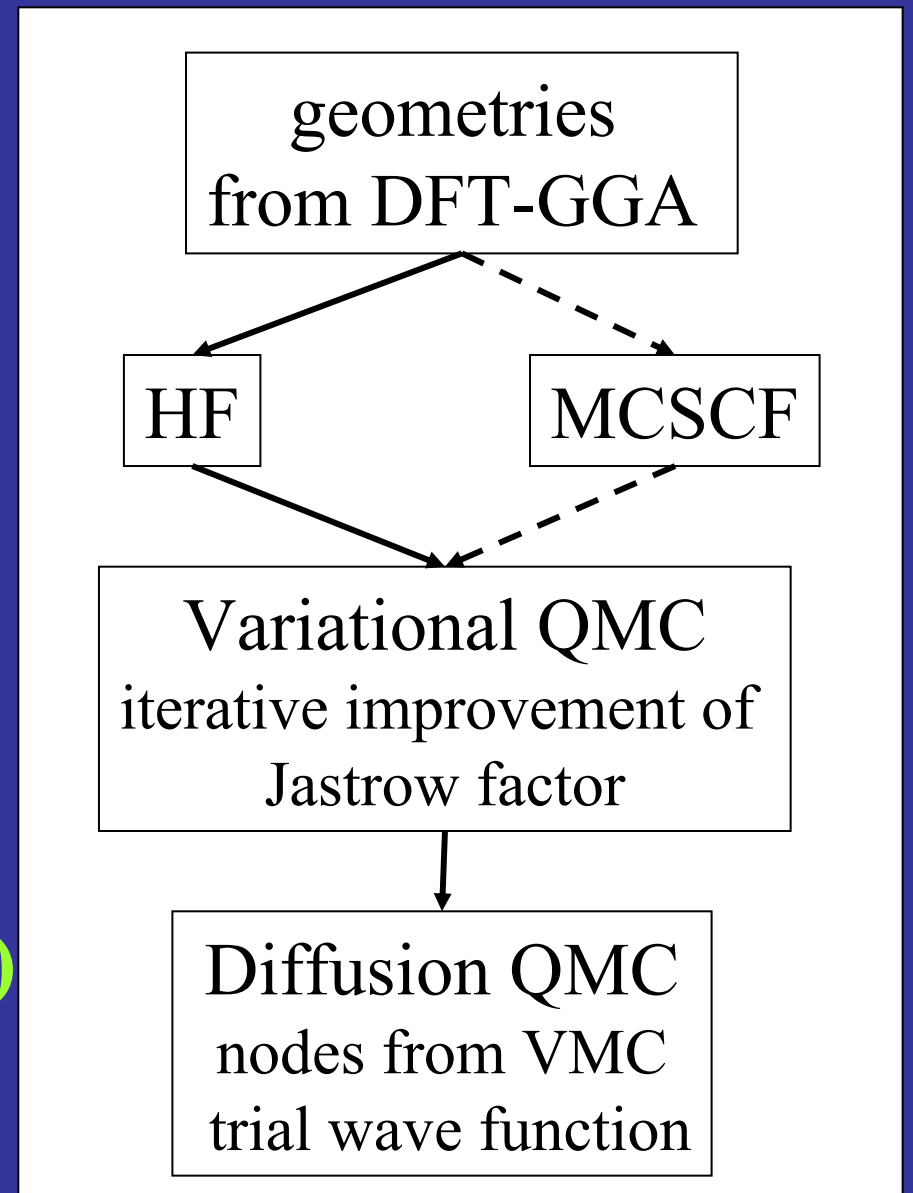 geometries
from DFT-GGA
HF
MCSCF
Variational QMC
iterative improvement of
Jastrow factor
)
Diffusion QMC
nodes from VMC
trial wave function